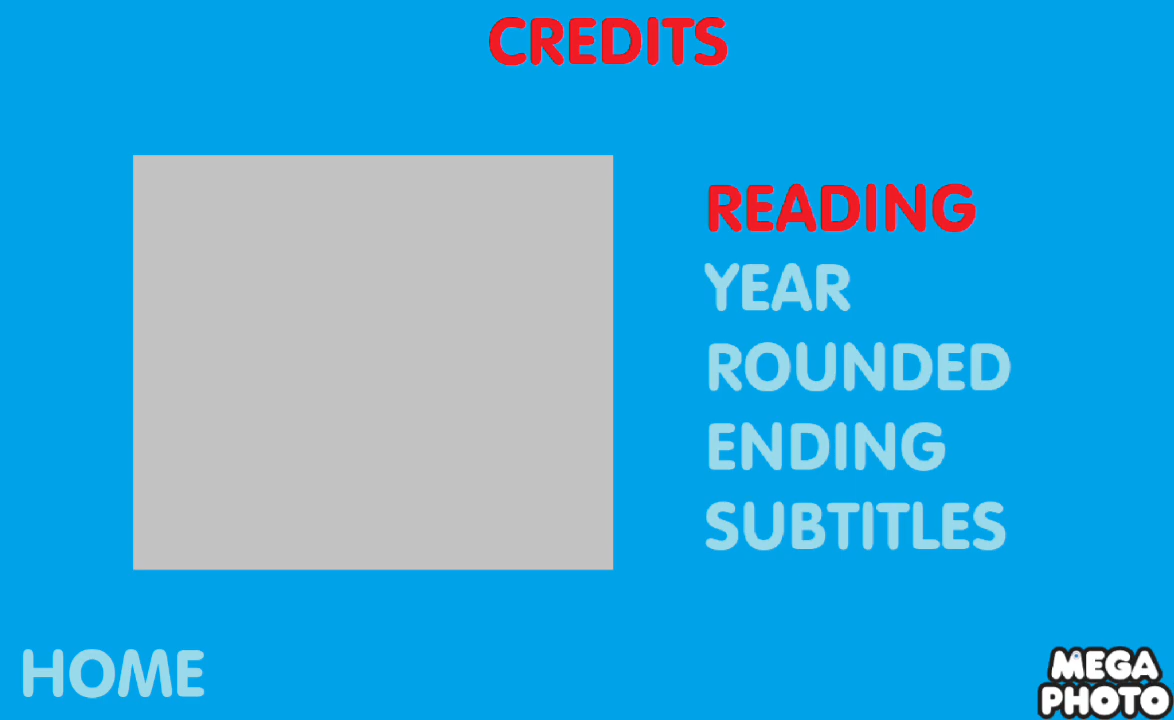 CREDITS
READING
YEAR
ROUNDED
ENDING
SUBTITLES
HOME
MEGA
PHOTO